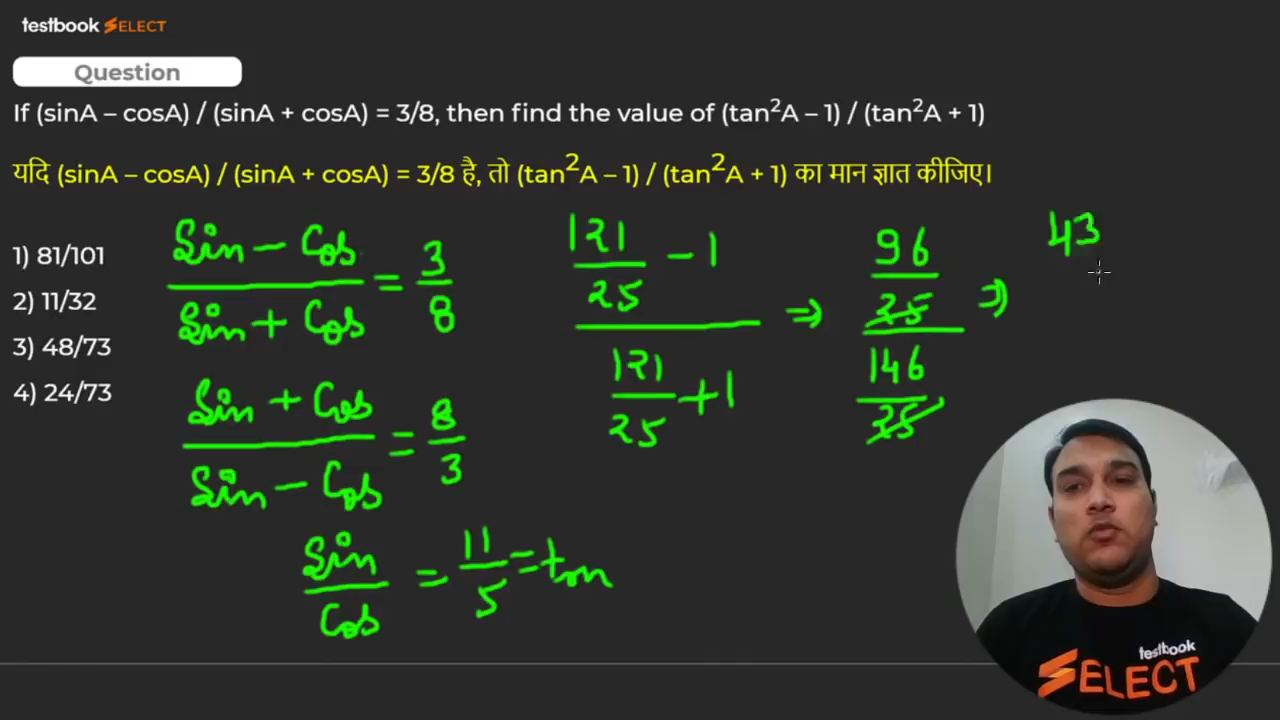 testbook SELECT
Question
If (sinA – cosA) / (sinA + cosA) = 3/8, then find the value of (tan²A – 1) / (tan²A + 1)
यदि (sinA – cosA) / (sinA + cosA) = 3/8 है, तो (tan²A – 1) / (tan²A + 1) का मान ज्ञात कीजिए।
1) 81/101
2) 11/32
3) 48/73
4) 24/73
Sin - Cos
Sin + Cos
= 3
8
Sin + Cos
Sin - Cos
= 8
3
Sin
Cos
= 11
5
= tan
121
25
- 1
121
25
+ 1
⇒ 96
25
146
25
⇒ 43
testbook
SELECT